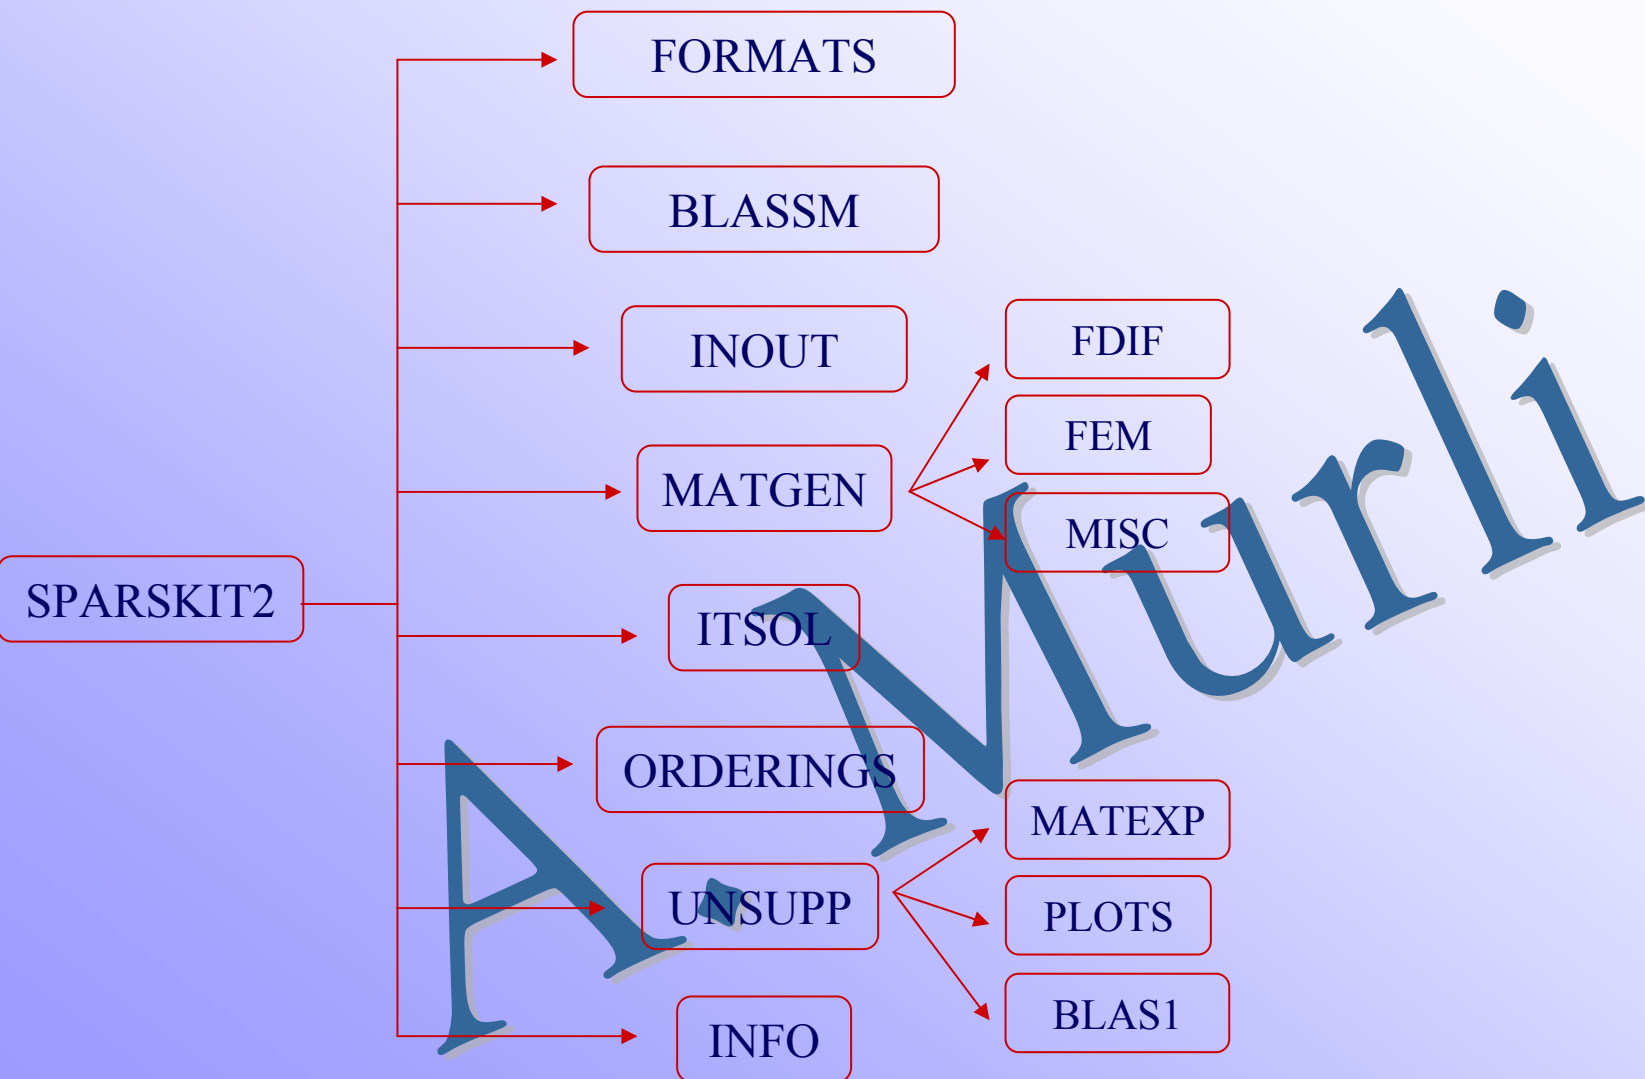 FORMATS
BLASSM
INOUT
FDIF
FEM
MATGEN
MISC
SPARSKIT2
ITSOL
ORDERINGS
MATEXP
UNSUPP
PLOTS
BLAS1
INFO
A. Murli